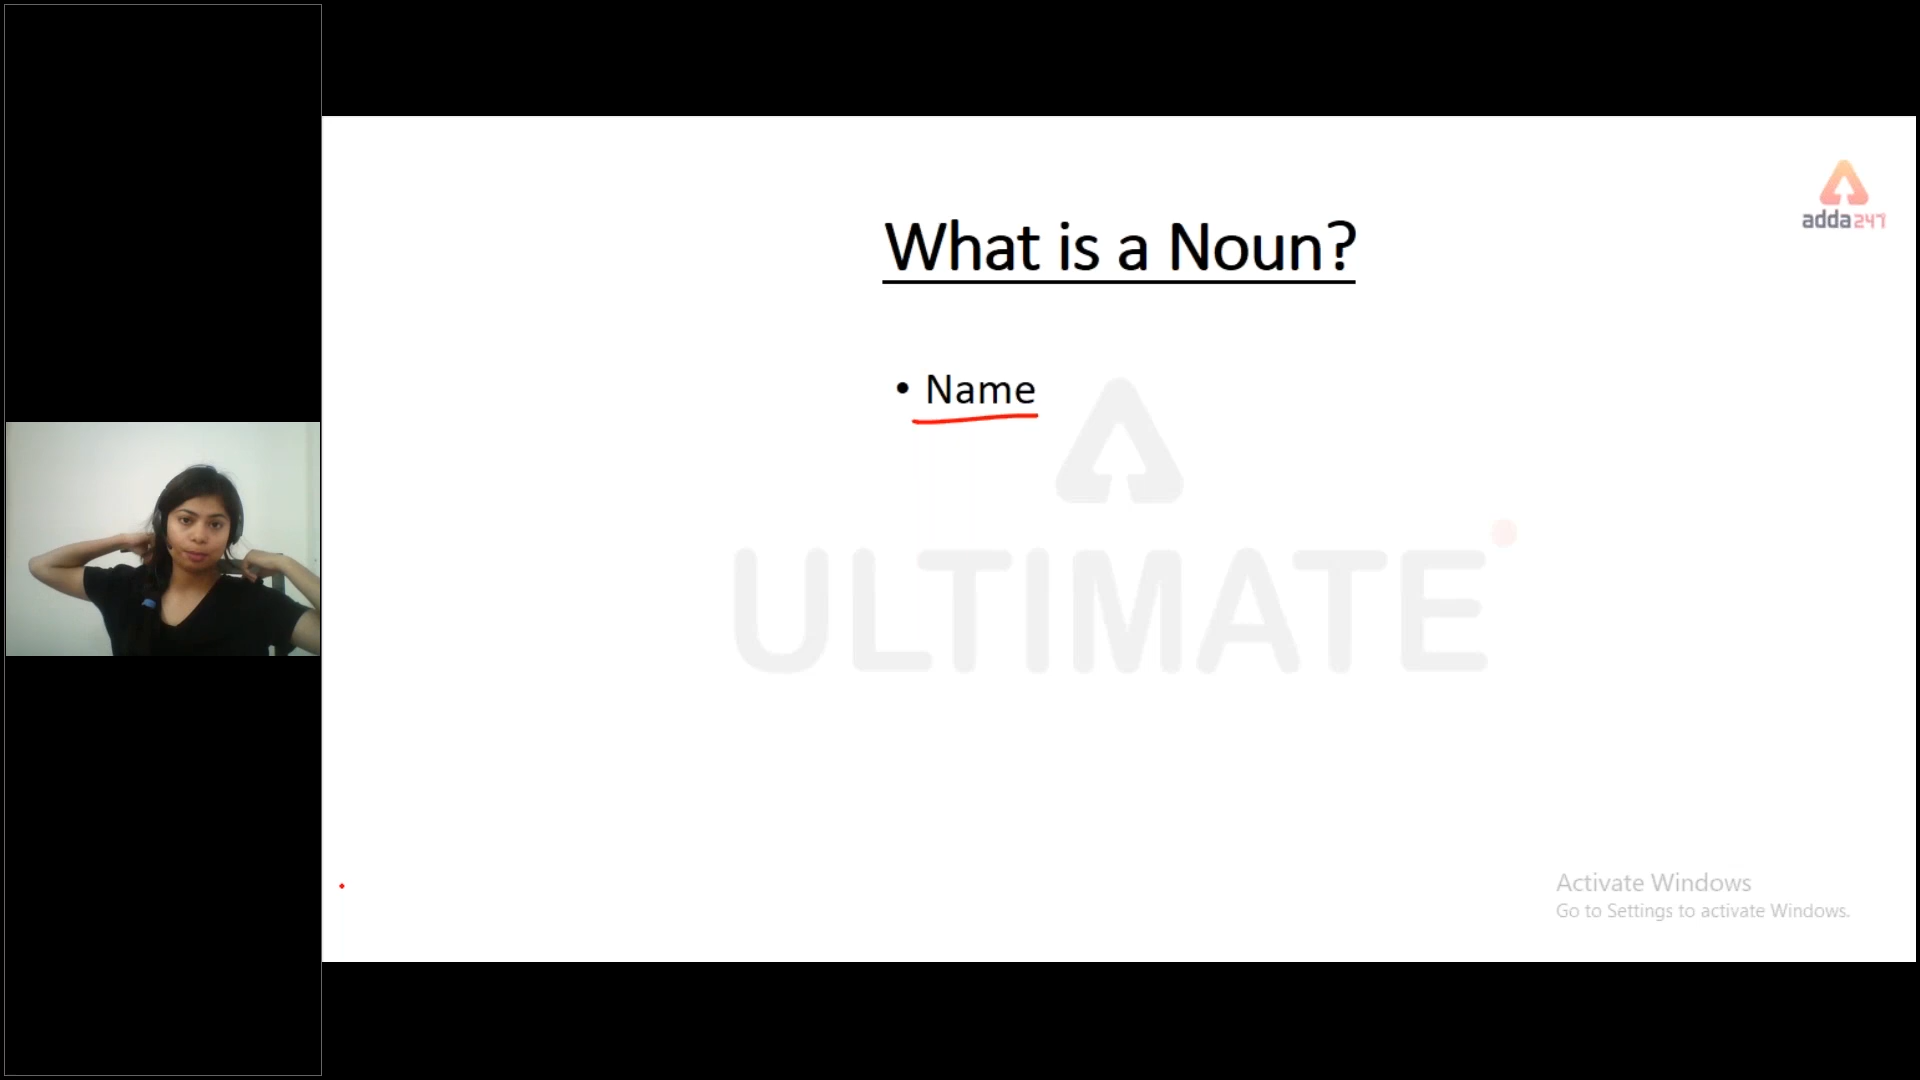 What is a Noun?
adda247
• Name
ULTIMATE
Activate Windows
Go to Settings to activate Windows.